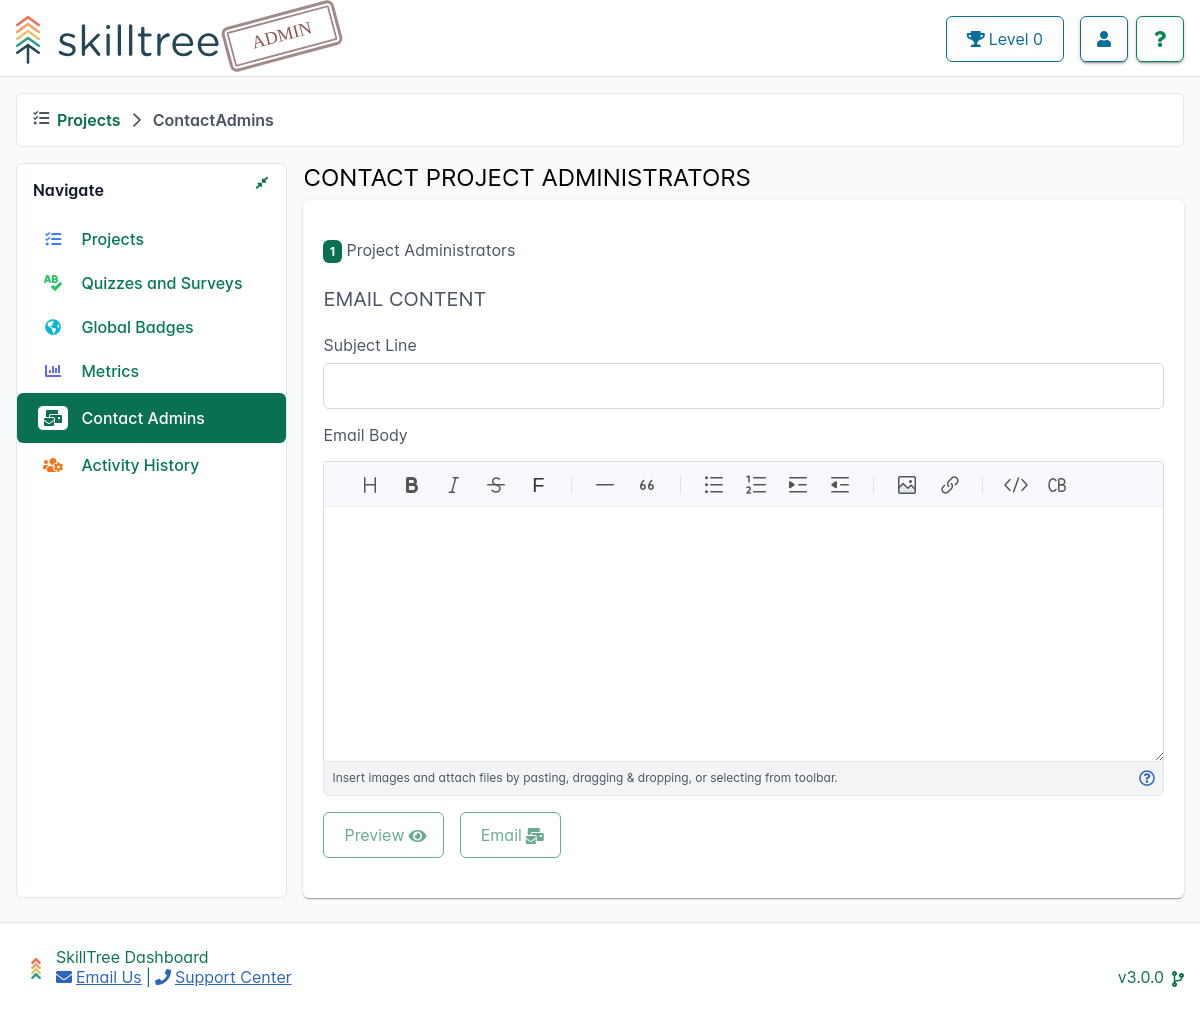 skilltree ADMIN
Level 0
?
Projects ContactAdmins
Navigate
Projects
AB Quizzes and Surveys
Global Badges
Metrics
Contact Admins
Activity History
CONTACT PROJECT ADMINISTRATORS
1 Project Administrators
EMAIL CONTENT
Subject Line
Email Body
H B I S F 66 </> CB
Insert images and attach files by pasting, dragging & dropping, or selecting from toolbar.
Preview
Email
SkillTree Dashboard
Email Us | Support Center
v3.0.0